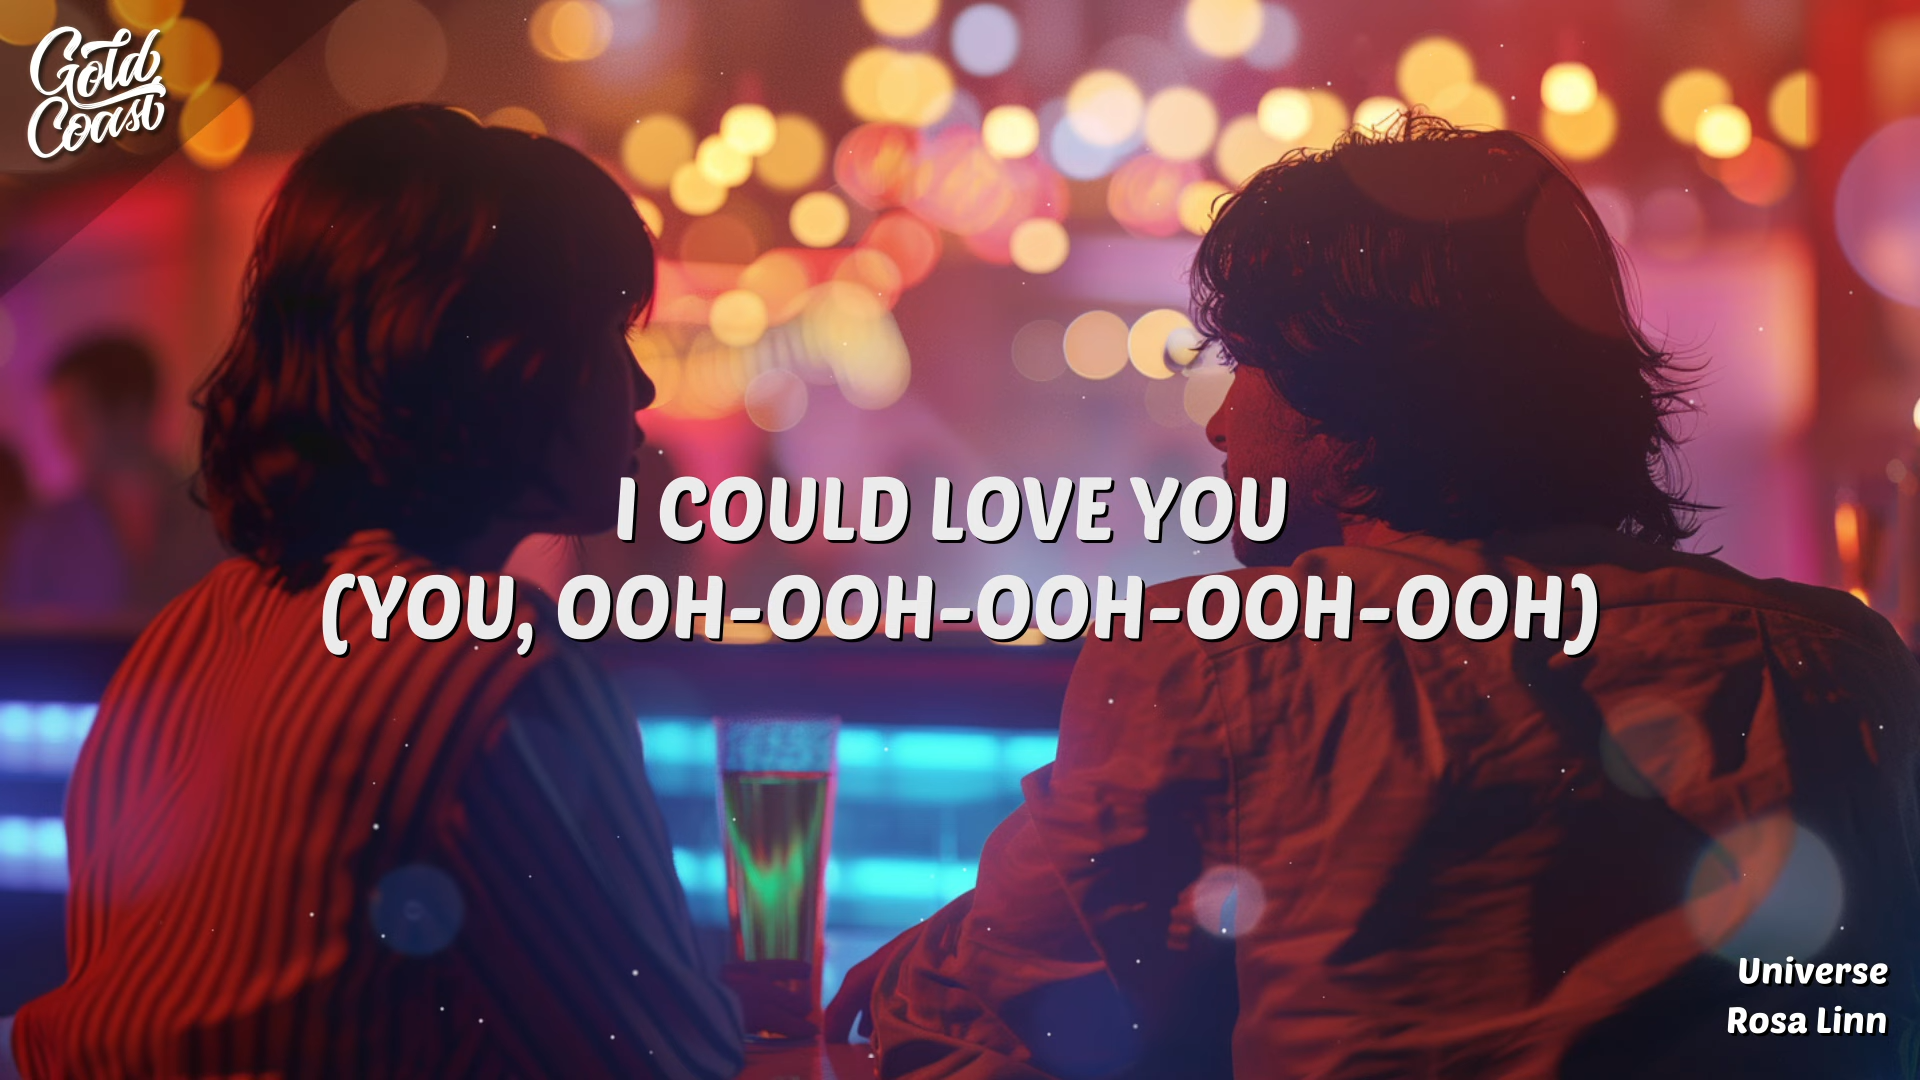 Gold
Coast
I COULD LOVE YOU
(YOU, OOH-OOH-OOH-OOH-OOH)
Universe
Rosa Linn